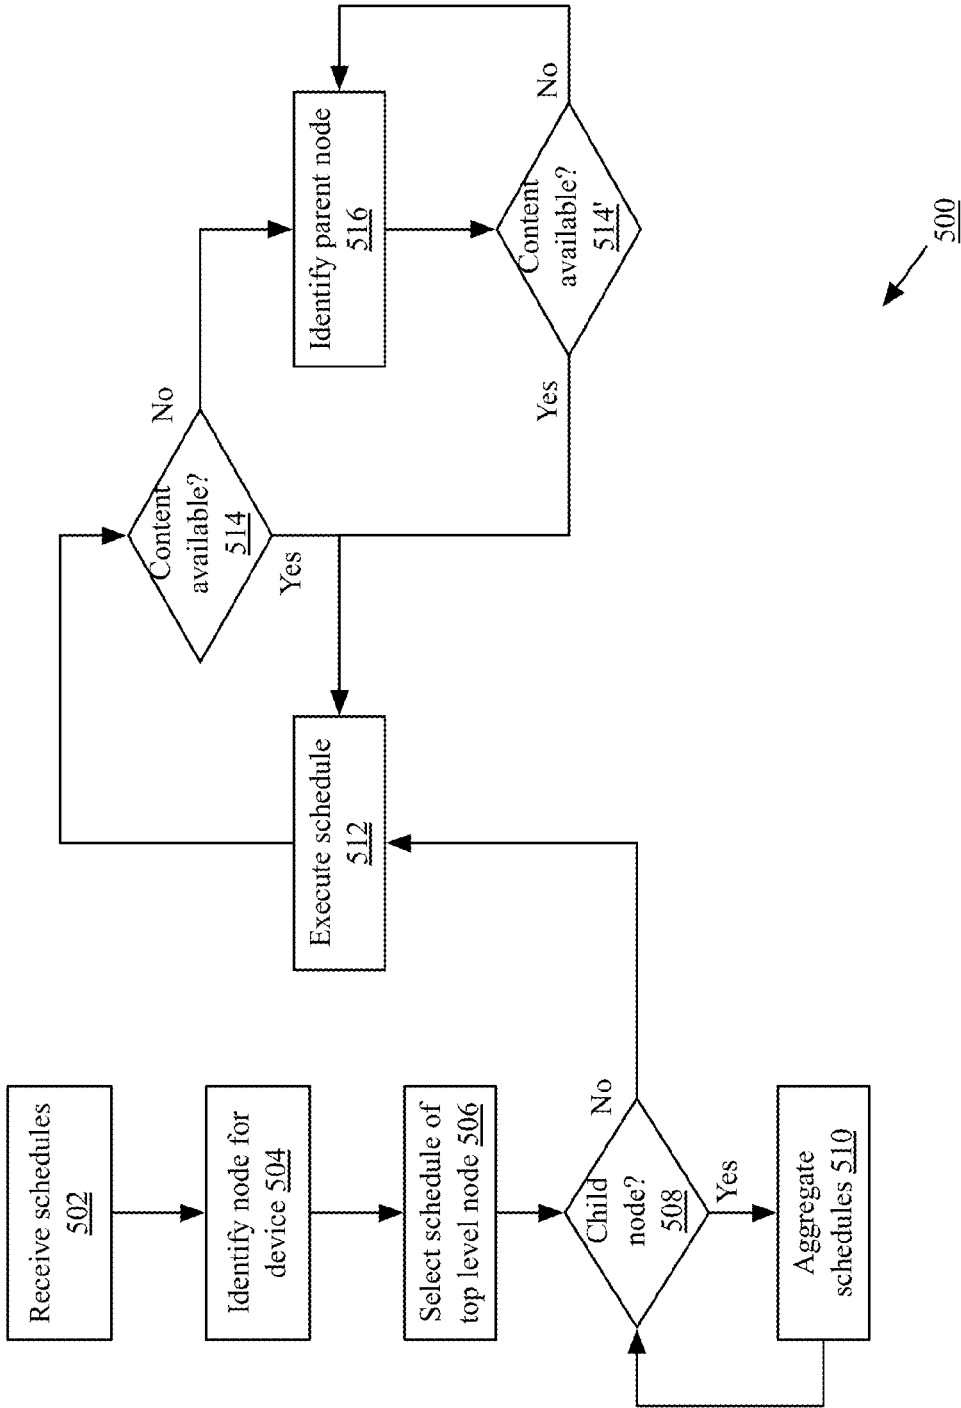 Receive schedules
502
Identify node for
device 504
Select schedule of
top level node 506
Child
node?
508
Yes
No
Aggregate
schedules 510
Execute schedule
512
Content
available?
514
Yes
No
Identify parent node
516
Content
available?
514'
Yes
No
500